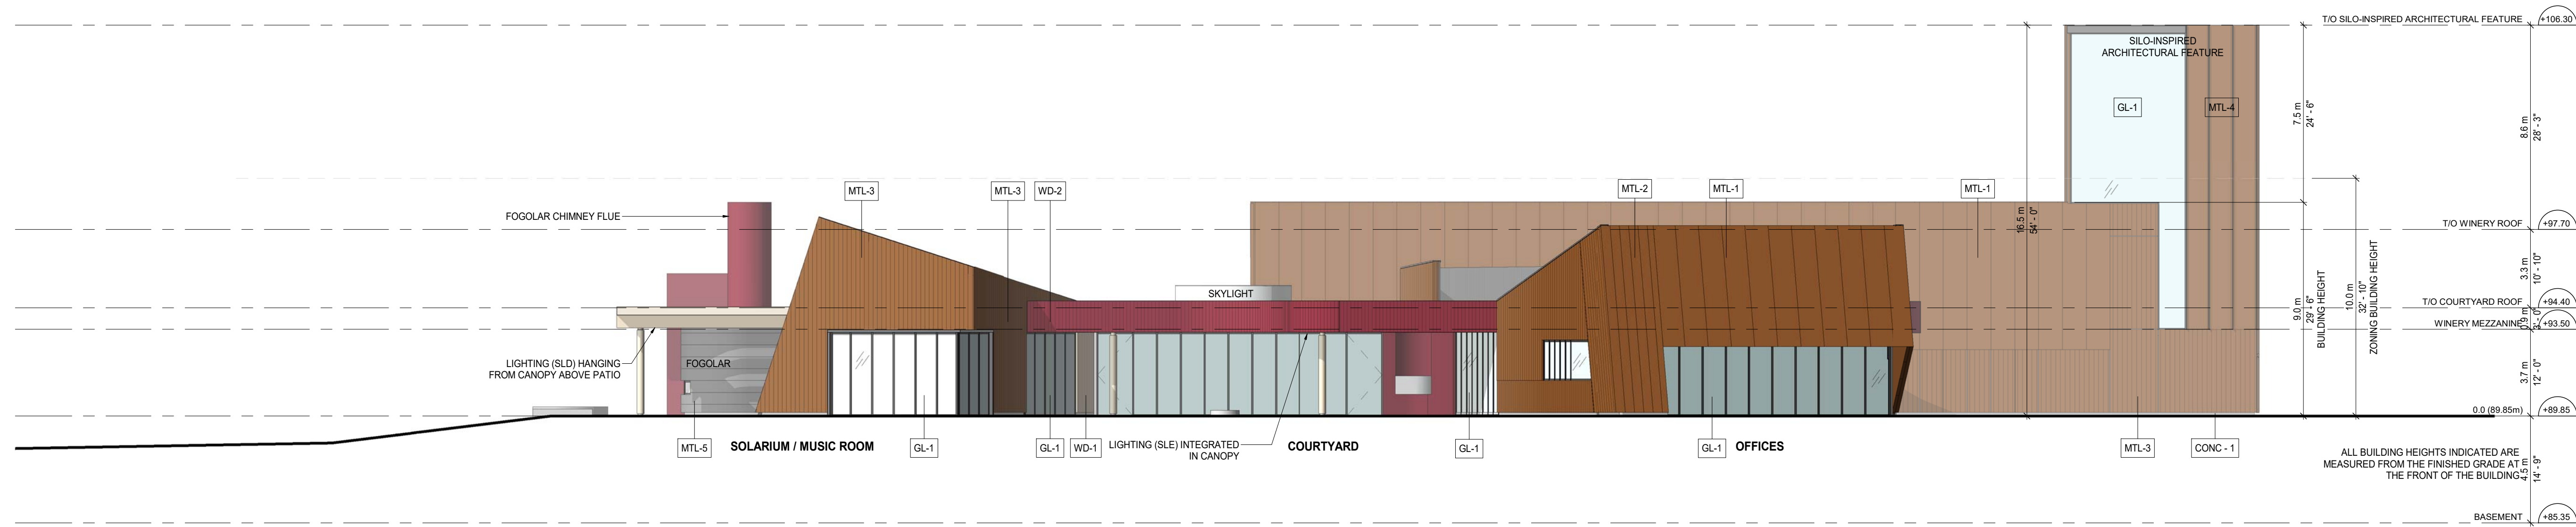 T/O SILO-INSPIRED ARCHITECTURAL FEATURE
+106.30
SILO-INSPIRED
ARCHITECTURAL FEATURE
GL-1
MTL-4
7.5 m
24' - 6"
8.6 m
28' - 3"
MTL-3
MTL-3
WD-2
MTL-2
MTL-1
MTL-1
FOGOLAR CHIMNEY FLUE
16.5 m
54' - 0"
T/O WINERY ROOF
+97.70
3.3 m
10' - 10"
SKYLIGHT
BUILDING HEIGHT
9.0 m
29' - 6"
10.0 m
32' - 10"
ZONING BUILDING HEIGHT
T/O COURTYARD ROOF
+94.40
0.9 m
3' - 0"
WINERY MEZZANINE
+93.50
LIGHTING (SLD) HANGING
FROM CANOPY ABOVE PATIO
FOGOLAR
3.7 m
12' - 0"
0.0 (89.85m)
+89.85
MTL-5
SOLARIUM / MUSIC ROOM
GL-1
GL-1
WD-1
LIGHTING (SLE) INTEGRATED
IN CANOPY
COURTYARD
GL-1
GL-1
OFFICES
MTL-3
CONC - 1
ALL BUILDING HEIGHTS INDICATED ARE
MEASURED FROM THE FINISHED GRADE AT
THE FRONT OF THE BUILDING
4.5 m
14' - 9"
BASEMENT
+85.35